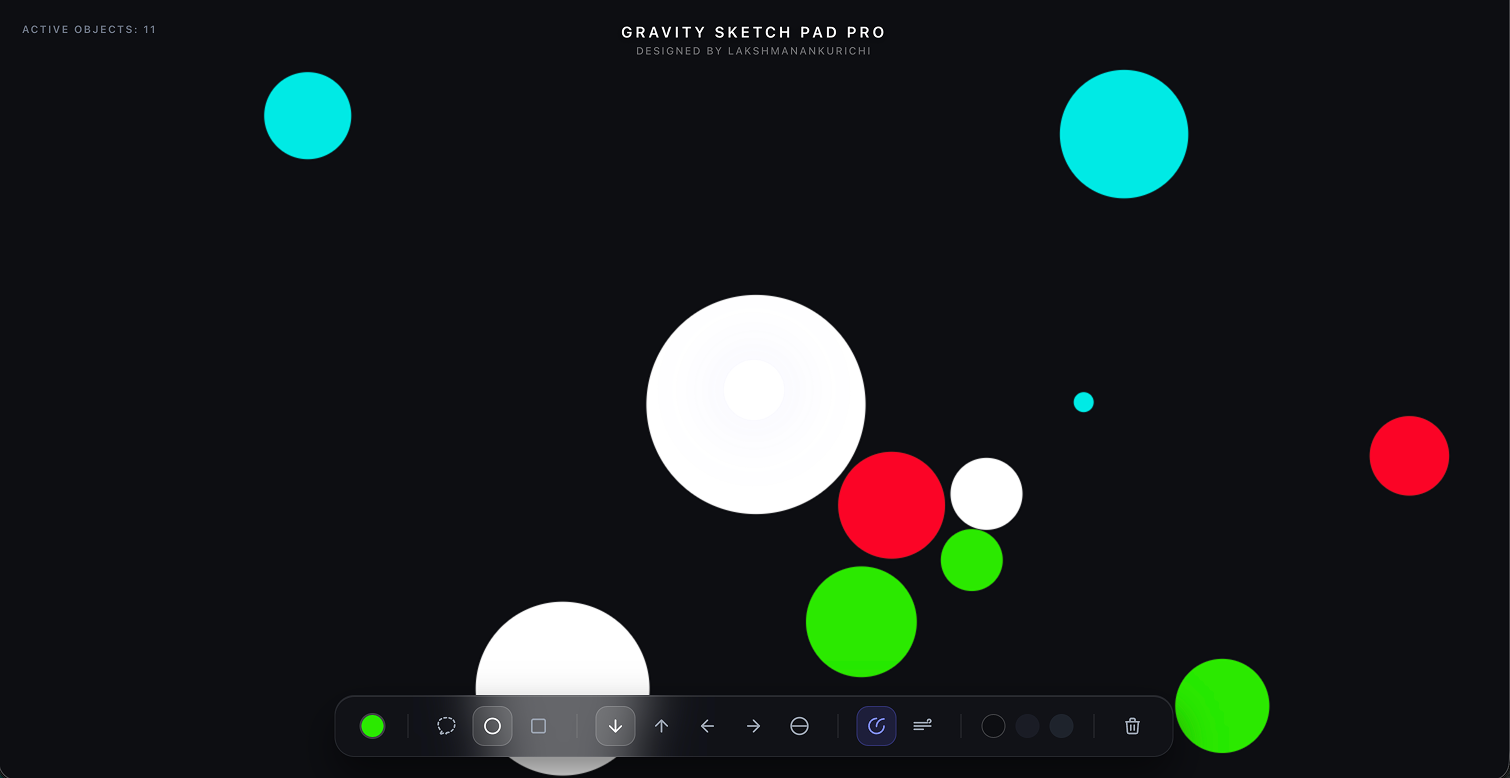 ACTIVE OBJECTS: 11
GRAVITY SKETCH PAD PRO
DESIGNED BY LAKSHMANANKURICHI